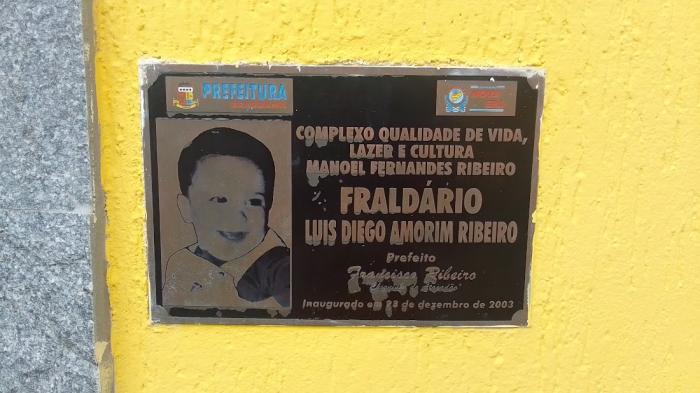 PREFEITURA
COMPLEXO QUALIDADE DE VIDA,
LAZER E CULTURA
MANOEL FERNANDES RIBEIRO
FRALDÁRIO
LUIS DIEGO AMORIM RIBEIRO
Prefeito
Francisco Ribeiro
Inaugurado em 23 de dezembro de 2003